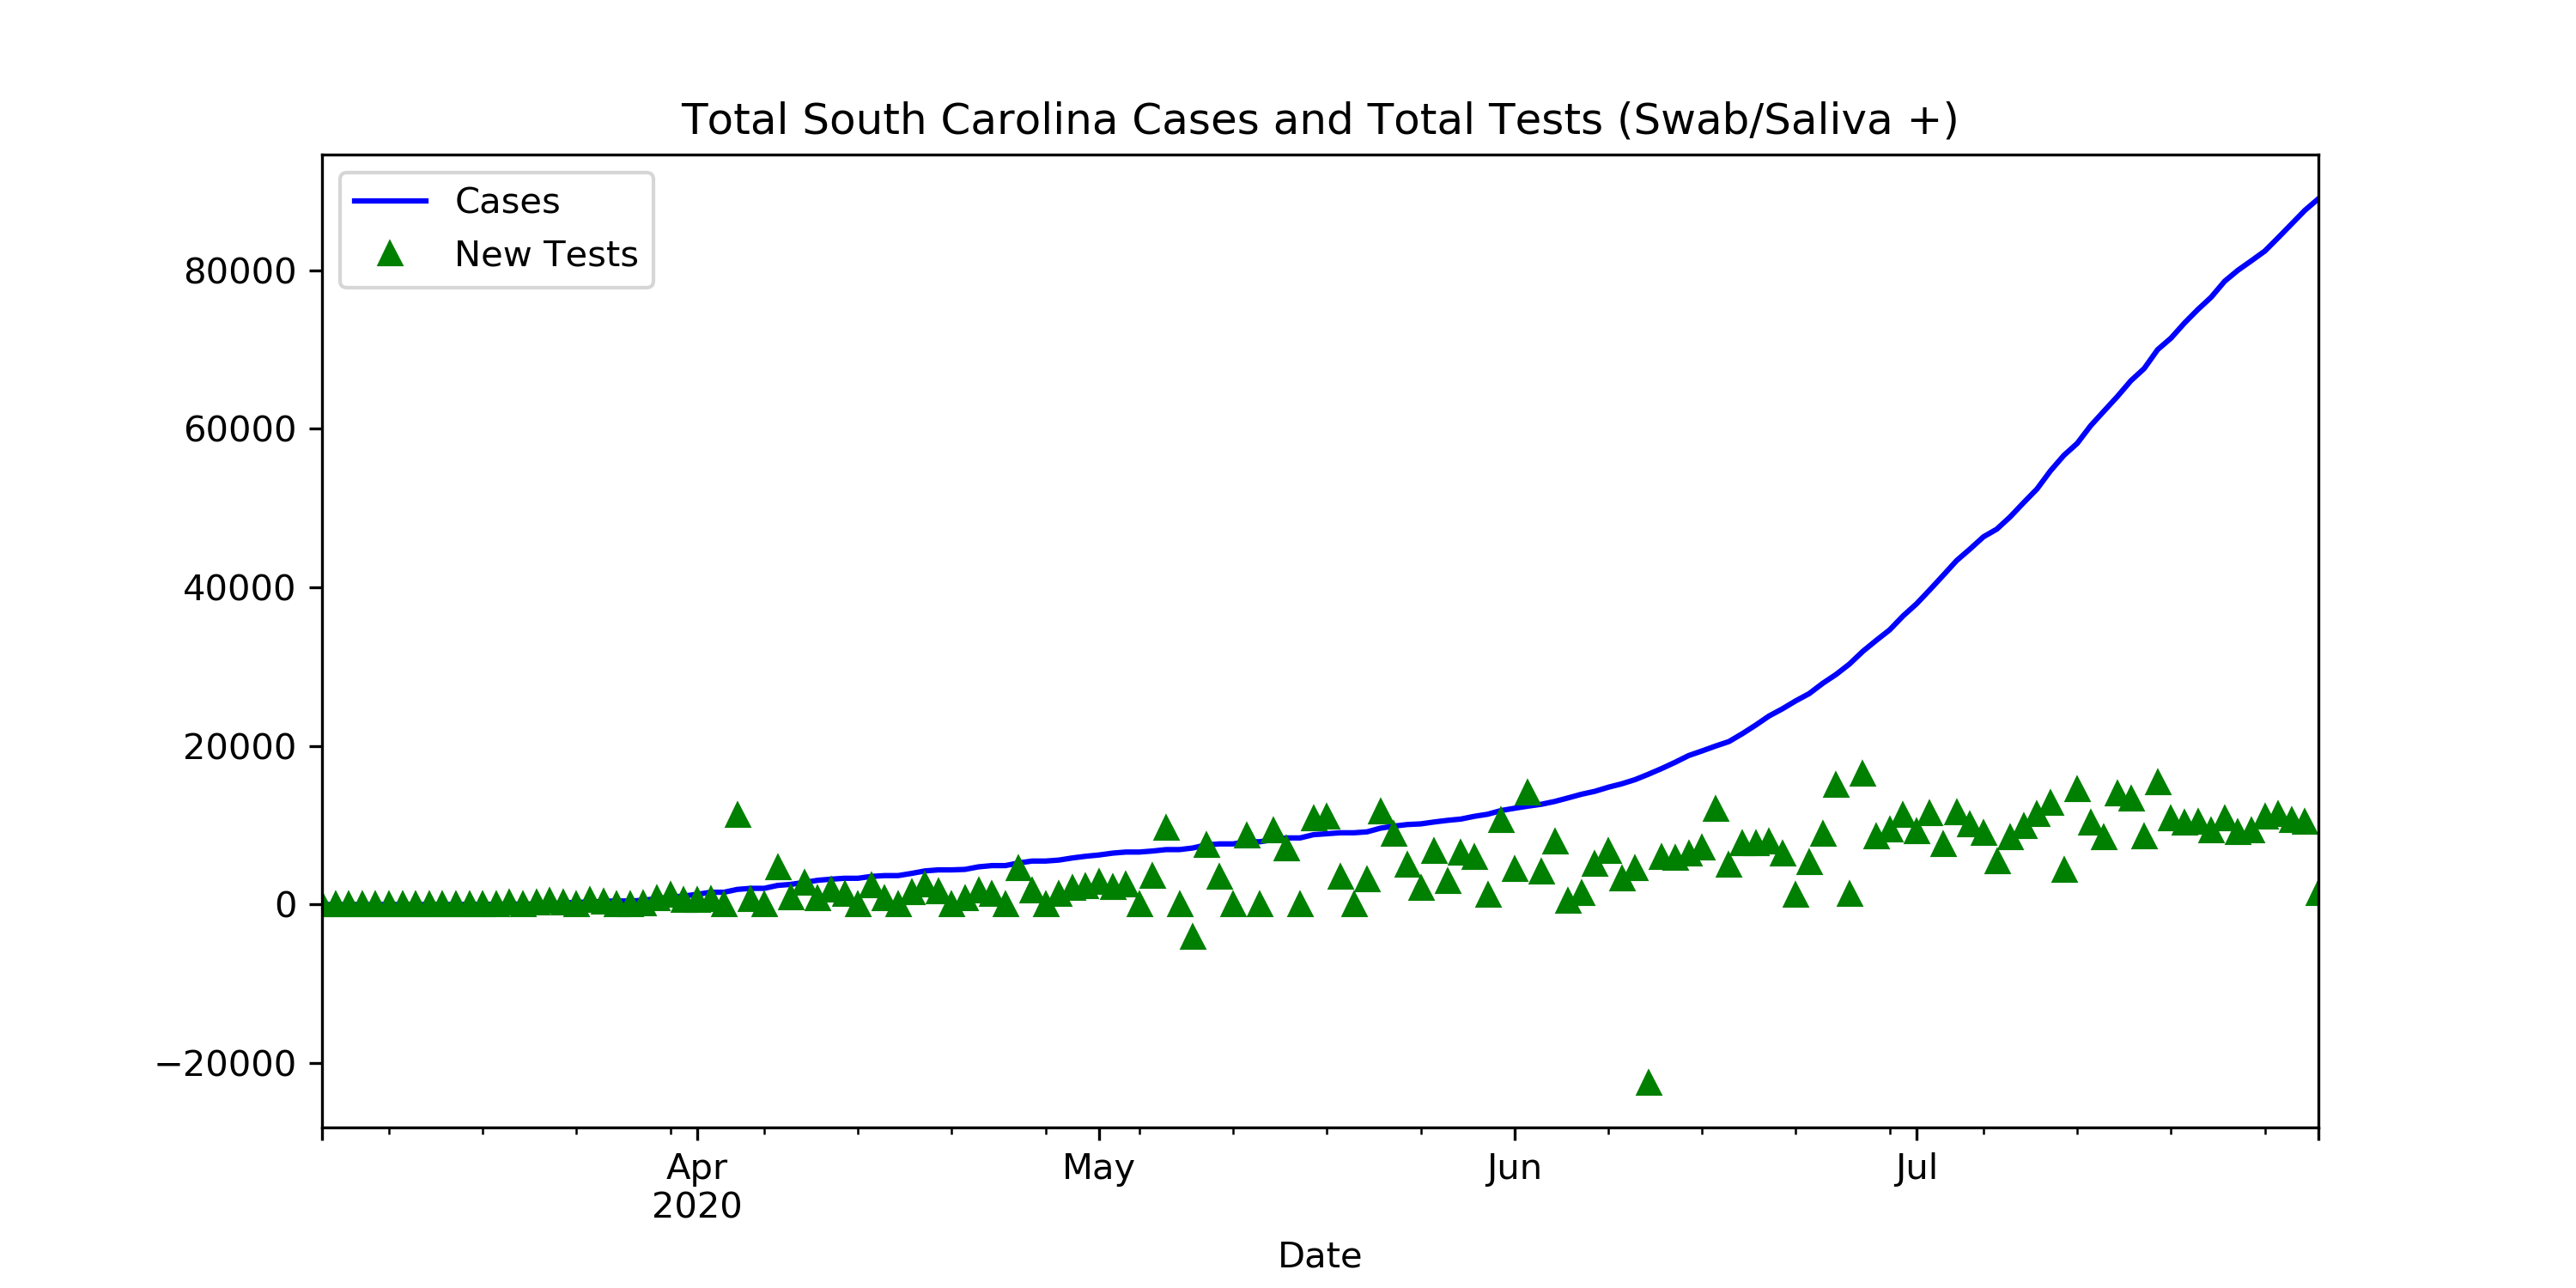 Total South Carolina Cases and Total Tests (Swab/Saliva +)
Cases
New Tests
80000
60000
40000
20000
0
−20000
Apr
2020
May
Jun
Jul
Date